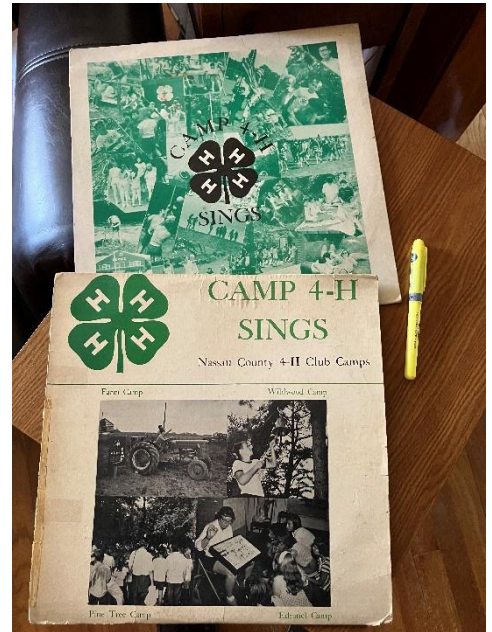 CAMP 4-H
H H
H H
SINGS
H H
H H
CAMP 4-H
SINGS
Nassau County 4-H Club Camps
Farm Camp Wildwood Camp
Pine Tree Camp Camp